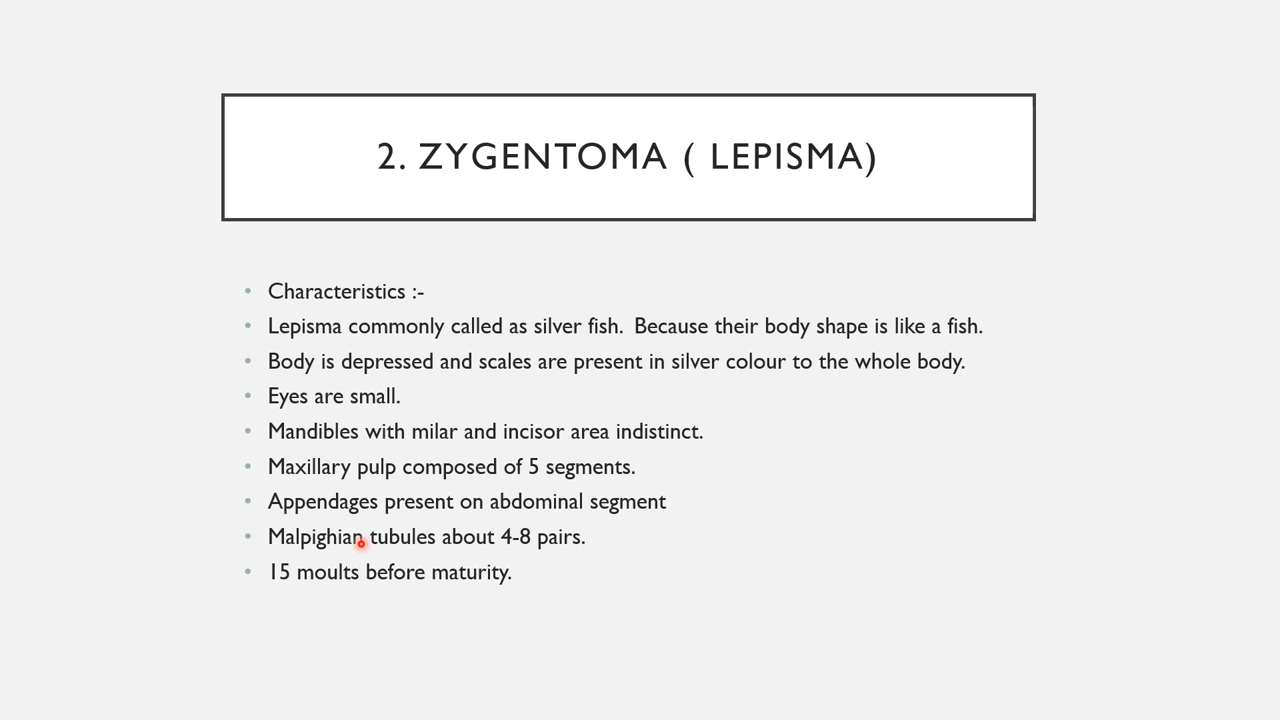 2. ZYGENTOMA ( LEPISMA)
• Characteristics :-
• Lepisma commonly called as silver fish. Because their body shape is like a fish.
• Body is depressed and scales are present in silver colour to the whole body.
• Eyes are small.
• Mandibles with milar and incisor area indistinct.
• Maxillary pulp composed of 5 segments.
• Appendages present on abdominal segment
• Malpighian tubules about 4-8 pairs.
• 15 moults before maturity.